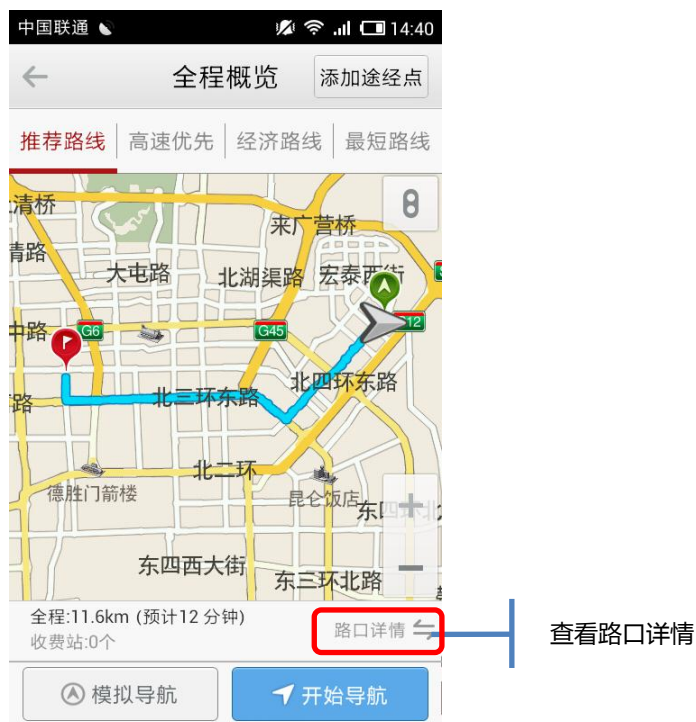 中国联通 14:40
全程概览 添加途经点
推荐路线 高速优先 经济路线 最短路线
清桥
来广营桥
青路
大屯路 北湖渠路 宏泰西街
中路 G6 G45 12
北四环东路
路 北三环东路
北二环
德胜门箭楼 昆仑饭店
东四西大街
东三环北路
全程:11.6km (预计12 分钟)
收费站:0个
路口详情
查看路口详情
模拟导航 开始导航